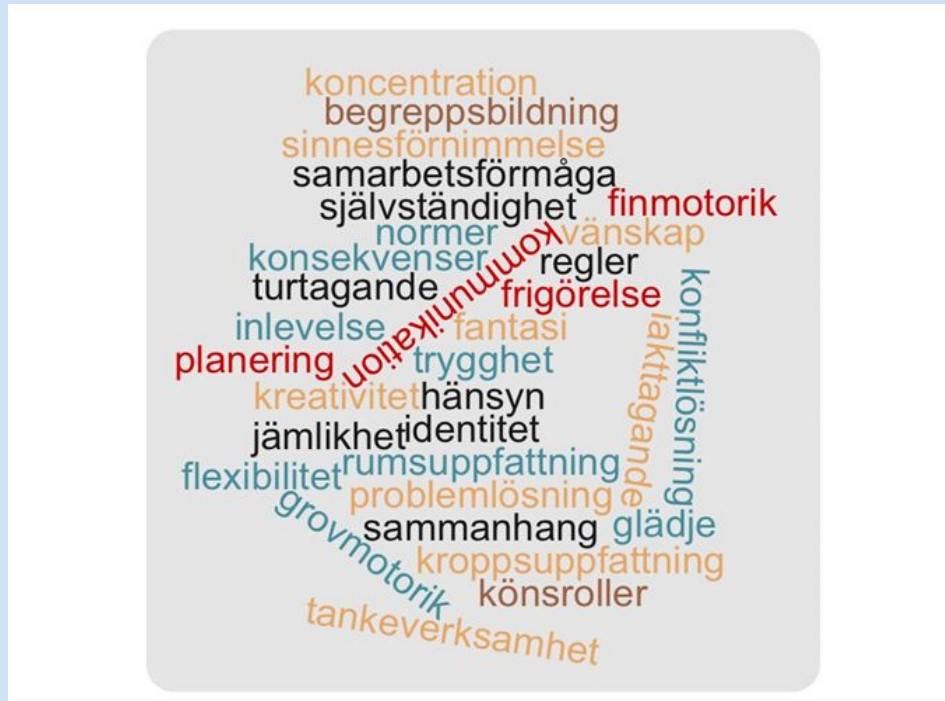 koncentration
begreppsbildning
sinnesförnimmelse
samarbetsförmåga
självständighet
finmotorik
normer
vänskap
kommunikation
konsekvenser
regler
turtagande
frigörelse
konfliktlösning
inlevelse
fantasi
iakttagande
planering
trygghet
kreativitet
hänsyn
jämlikhet
identitet
flexibilitet
rumsuppfattning
problemlösning
grovmotorik
sammanhang
glädje
kroppsuppfattning
könsroller
tankeverksamhet